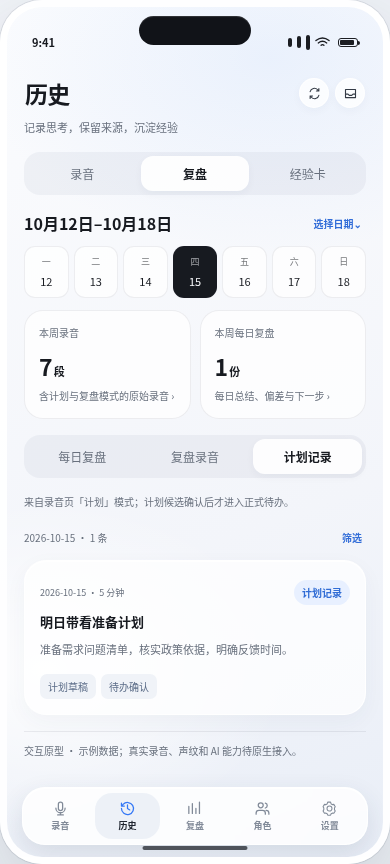 9:41
历史
记录思考，保留来源，沉淀经验
录音 复盘 经验卡
10月12日–10月18日 选择日期⌄
一 二 三 四 五 六 日
12 13 14 15 16 17 18
本周录音 本周每日复盘
7段 1份
含计划与复盘模式的原始录音 › 每日总结、偏差与下一步 ›
每日复盘 复盘录音 计划记录
来自录音页「计划」模式；计划候选确认后才进入正式待办。
2026-10-15 · 1 条 筛选
2026-10-15 · 5 分钟 计划记录
明日带看准备计划
准备需求问题清单，核实政策依据，明确反馈时间。
计划草稿 待办确认
交互原型 · 示例数据；真实录音、声纹和 AI 能力待原生接入。
录音 历史 复盘 角色 设置